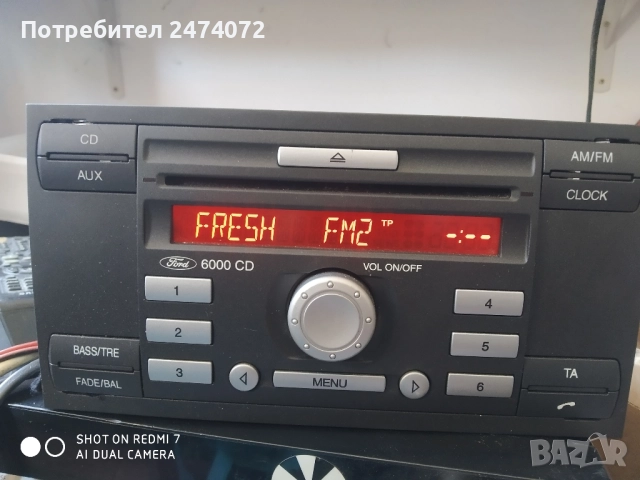 Потребител 2474072
CD
AUX
AM/FM
CLOCK
FRESH FM2 TP -:--
Ford 6000 CD
VOL ON/OFF
1
2
3
4
5
6
BASS/TRE
FADE/BAL
MENU
TA
SHOT ON REDMI 7
AI DUAL CAMERA
BAZAR